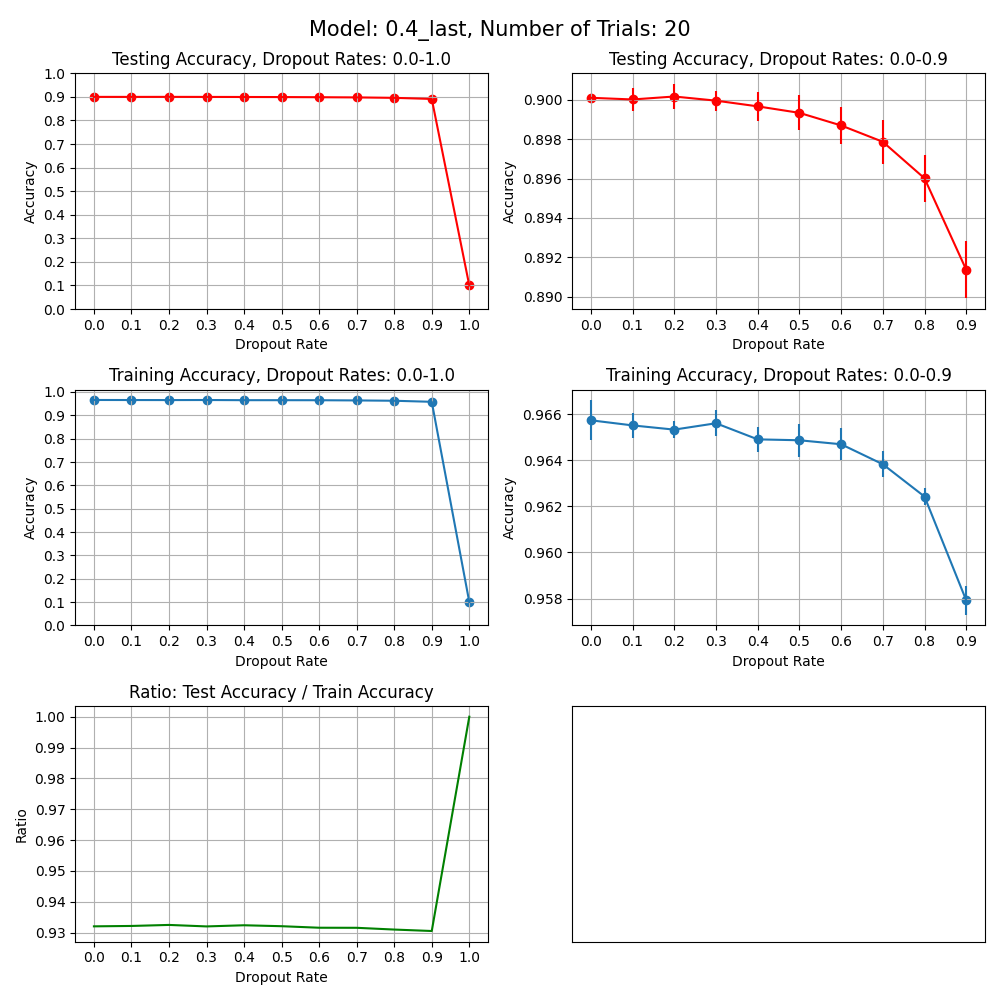 Model: 0.4_last, Number of Trials: 20
Testing Accuracy, Dropout Rates: 0.0-1.0
1.0
0.9
0.8
0.7
0.6
0.5
0.4
0.3
0.2
0.1
0.0
Accuracy
0.0 0.1 0.2 0.3 0.4 0.5 0.6 0.7 0.8 0.9 1.0
Dropout Rate
Testing Accuracy, Dropout Rates: 0.0-0.9
0.900
0.898
0.896
0.894
0.892
0.890
Accuracy
0.0 0.1 0.2 0.3 0.4 0.5 0.6 0.7 0.8 0.9
Dropout Rate
Training Accuracy, Dropout Rates: 0.0-1.0
1.0
0.9
0.8
0.7
0.6
0.5
0.4
0.3
0.2
0.1
0.0
Accuracy
0.0 0.1 0.2 0.3 0.4 0.5 0.6 0.7 0.8 0.9 1.0
Dropout Rate
Training Accuracy, Dropout Rates: 0.0-0.9
0.966
0.964
0.962
0.960
0.958
Accuracy
0.0 0.1 0.2 0.3 0.4 0.5 0.6 0.7 0.8 0.9
Dropout Rate
Ratio: Test Accuracy / Train Accuracy
1.00
0.99
0.98
0.97
0.96
0.95
0.94
0.93
Ratio
0.0 0.1 0.2 0.3 0.4 0.5 0.6 0.7 0.8 0.9 1.0
Dropout Rate